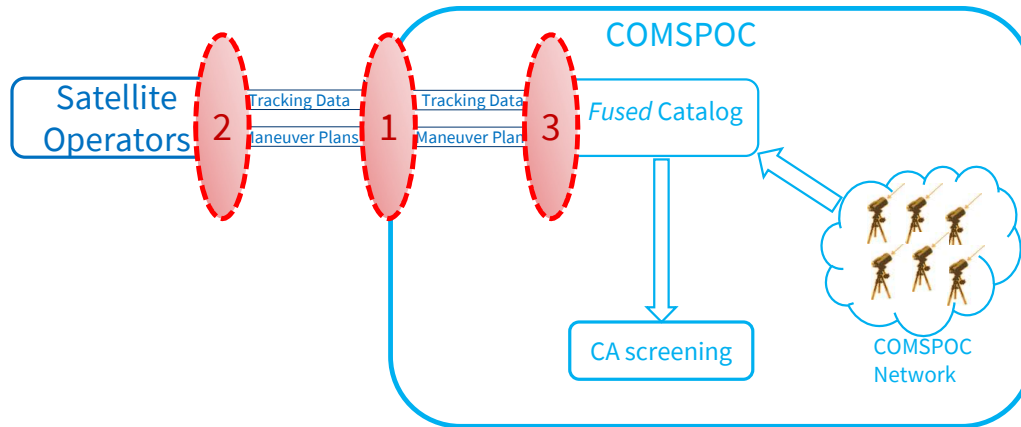 COMSPOC
Satellite
Operators
2
Tracking Data
Maneuver Plans
1
Tracking Data
Maneuver Plan
3
Fused Catalog
CA screening
COMSPOC
Network